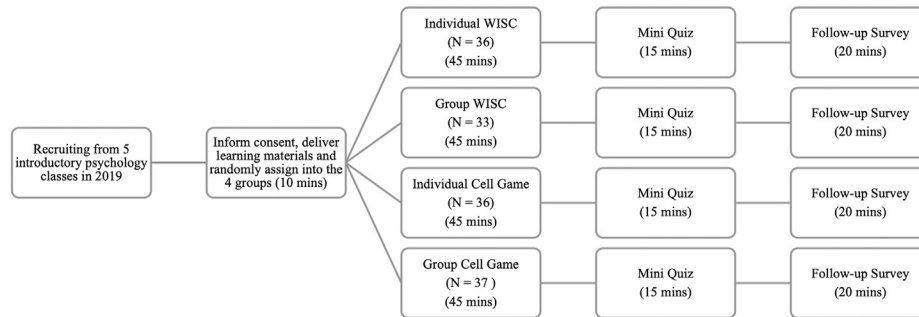 Recruiting from 5
introductory psychology
classes in 2019
Inform consent, deliver
learning materials and
randomly assign into the
4 groups (10 mins)
Individual WISC
(N = 36)
(45 mins)
Mini Quiz
(15 mins)
Follow-up Survey
(20 mins)
Group WISC
(N = 33)
(45 mins)
Mini Quiz
(15 mins)
Follow-up Survey
(20 mins)
Individual Cell Game
(N = 36)
(45 mins)
Mini Quiz
(15 mins)
Follow-up Survey
(20 mins)
Group Cell Game
(N = 37 )
(45 mins)
Mini Quiz
(15 mins)
Follow-up Survey
(20 mins)